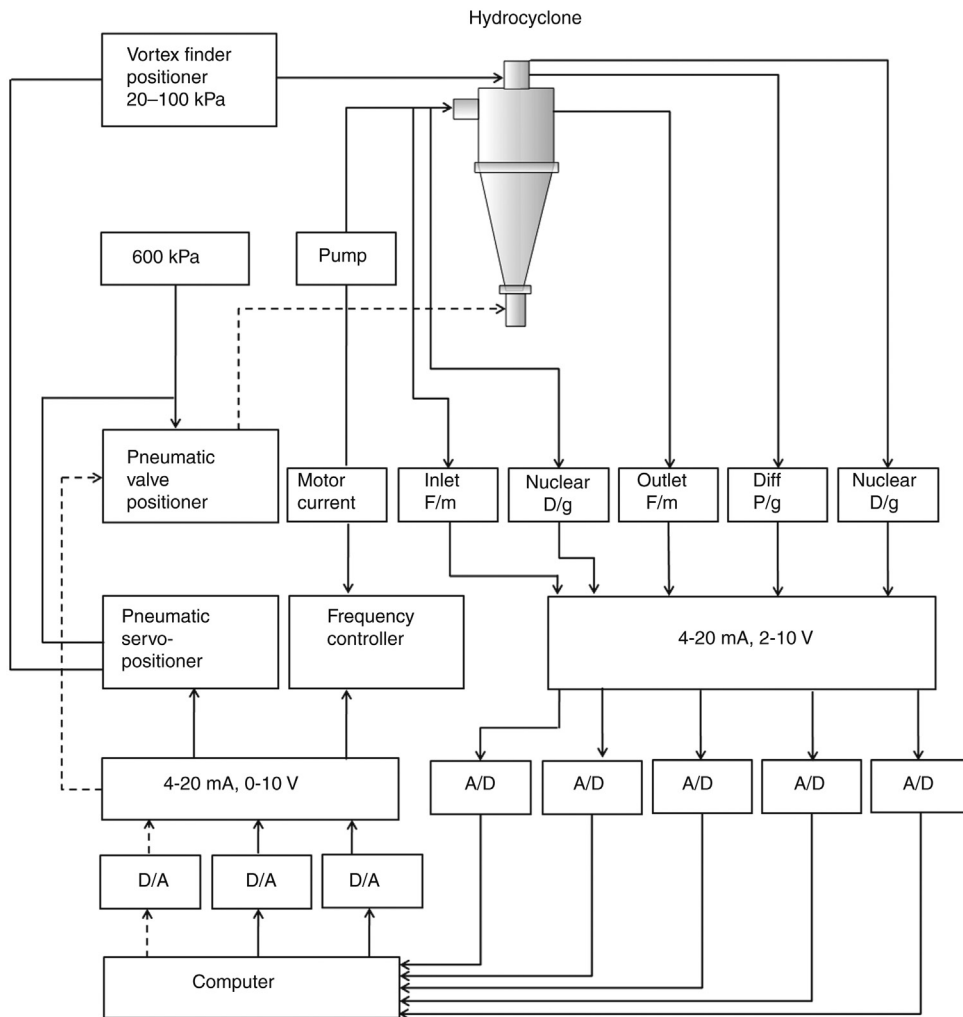 Hydrocyclone
Vortex finder
positioner
20–100 kPa
600 kPa
Pump
Pneumatic
valve
positioner
Motor
current
Inlet
F/m
Nuclear
D/g
Outlet
F/m
Diff
P/g
Nuclear
D/g
Pneumatic
servo-
positioner
Frequency
controller
4-20 mA, 2-10 V
4-20 mA, 0-10 V
A/D
A/D
A/D
A/D
A/D
D/A
D/A
D/A
Computer